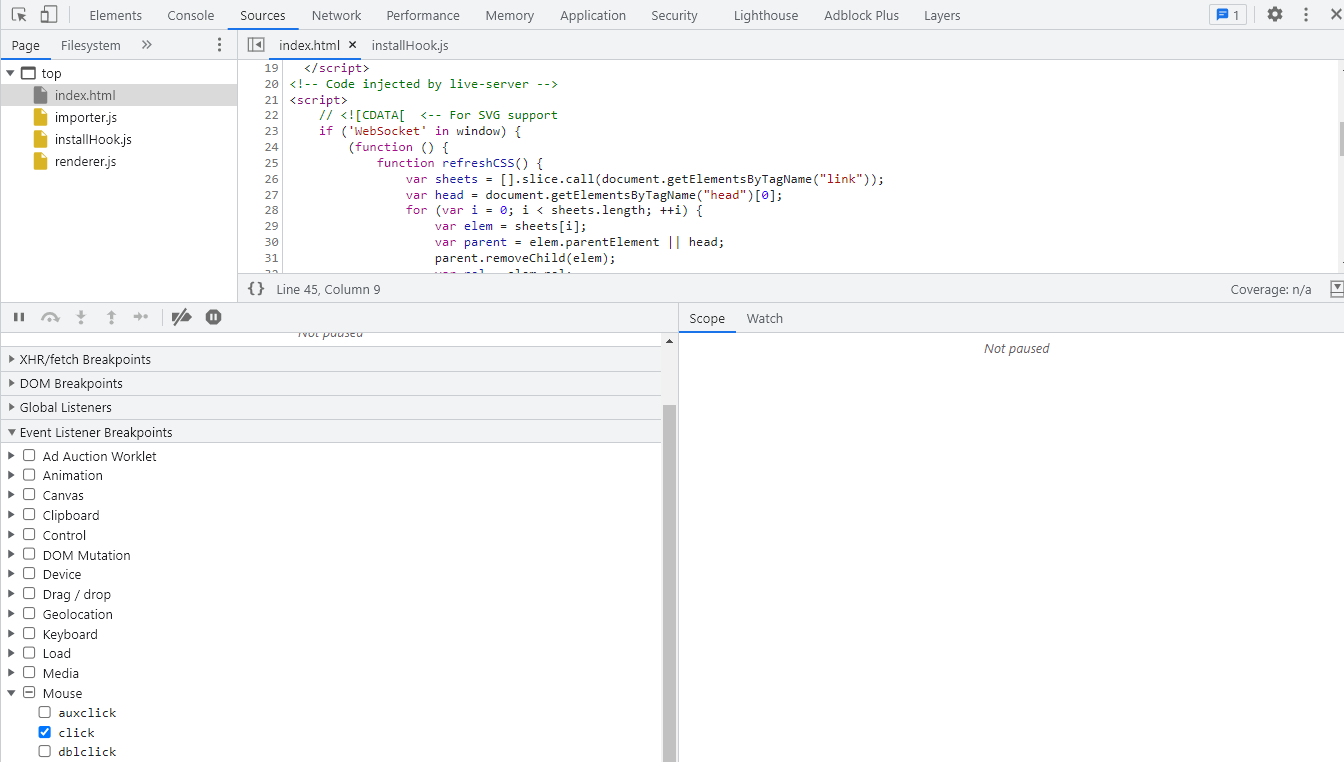 Elements Console Sources Network Performance Memory Application Security Lighthouse Adblock Plus Layers 1
Page Filesystem
index.html installHook.js
top
index.html
importer.js
installHook.js
renderer.js
19 </script>
20 <!-- Code injected by live-server -->
21 <script>
22 // <![CDATA[ <-- For SVG support
23 if ('WebSocket' in window) {
24 (function () {
25 function refreshCSS() {
26 var sheets = [].slice.call(document.getElementsByTagName("link"));
27 var head = document.getElementsByTagName("head")[0];
28 for (var i = 0; i < sheets.length; ++i) {
29 var elem = sheets[i];
30 var parent = elem.parentElement || head;
31 parent.removeChild(elem);
{} Line 45, Column 9 Coverage: n/a
Not paused
XHR/fetch Breakpoints
DOM Breakpoints
Global Listeners
Event Listener Breakpoints
Ad Auction Worklet
Animation
Canvas
Clipboard
Control
DOM Mutation
Device
Drag / drop
Geolocation
Keyboard
Load
Media
Mouse
auxclick
click
dblclick
Scope Watch
Not paused